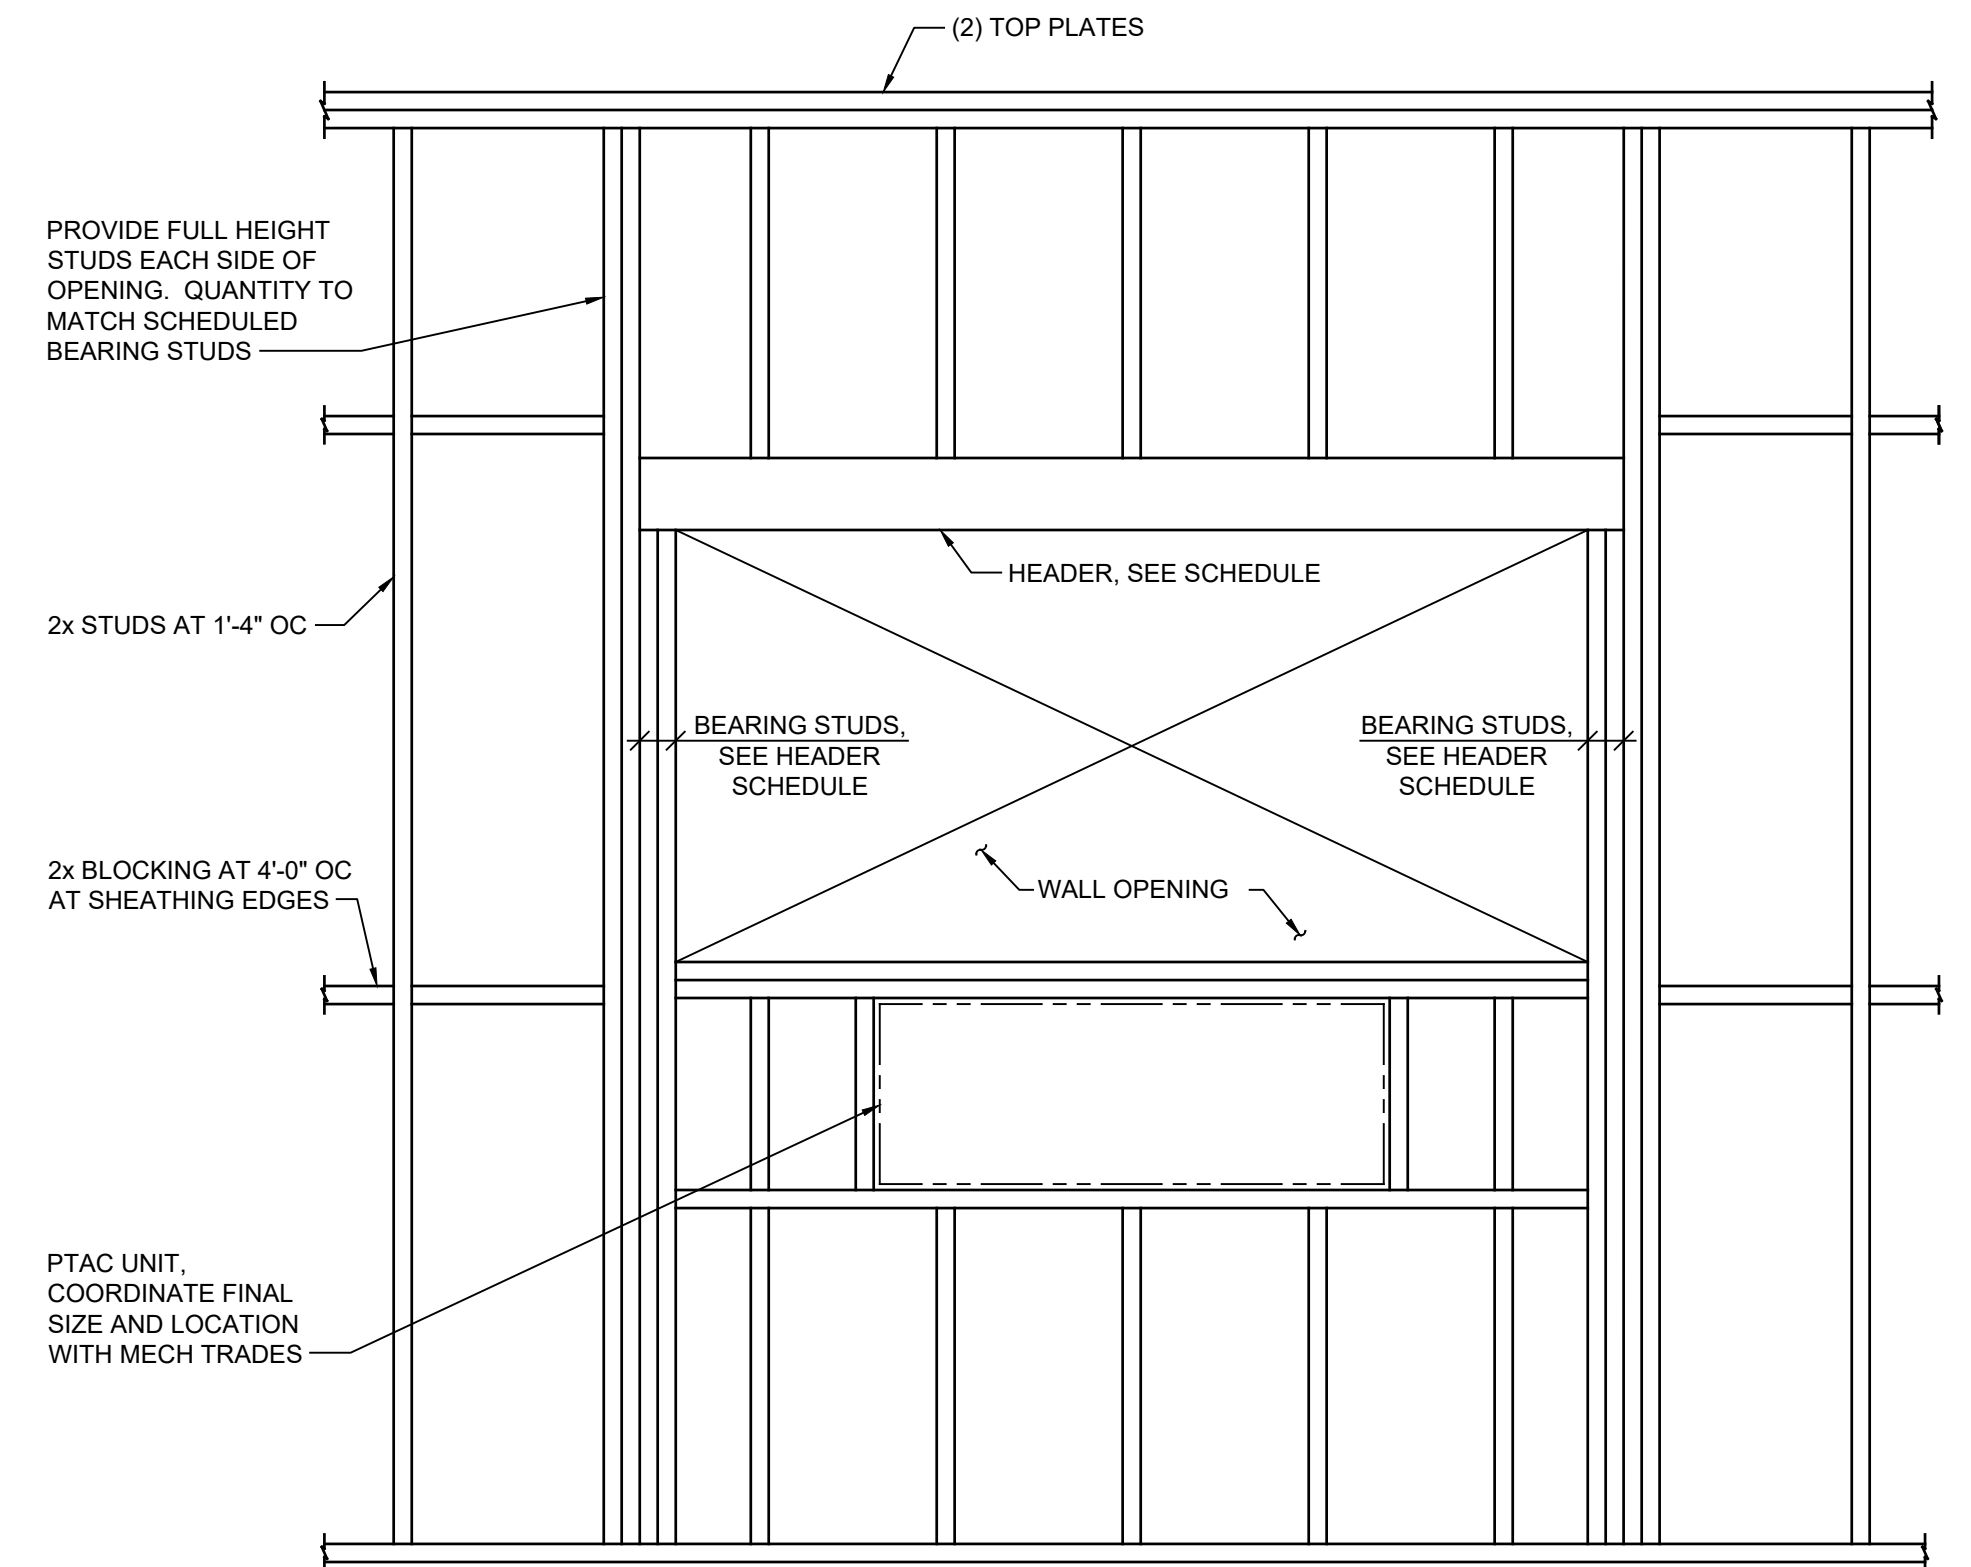 (2) TOP PLATES
PROVIDE FULL HEIGHT
STUDS EACH SIDE OF
OPENING.  QUANTITY TO
MATCH SCHEDULED
BEARING STUDS
HEADER, SEE SCHEDULE
2x STUDS AT 1'-4" OC
BEARING STUDS,
SEE HEADER
SCHEDULE
BEARING STUDS,
SEE HEADER
SCHEDULE
2x BLOCKING AT 4'-0" OC
AT SHEATHING EDGES
WALL OPENING
PTAC UNIT,
COORDINATE FINAL
SIZE AND LOCATION
WITH MECH TRADES